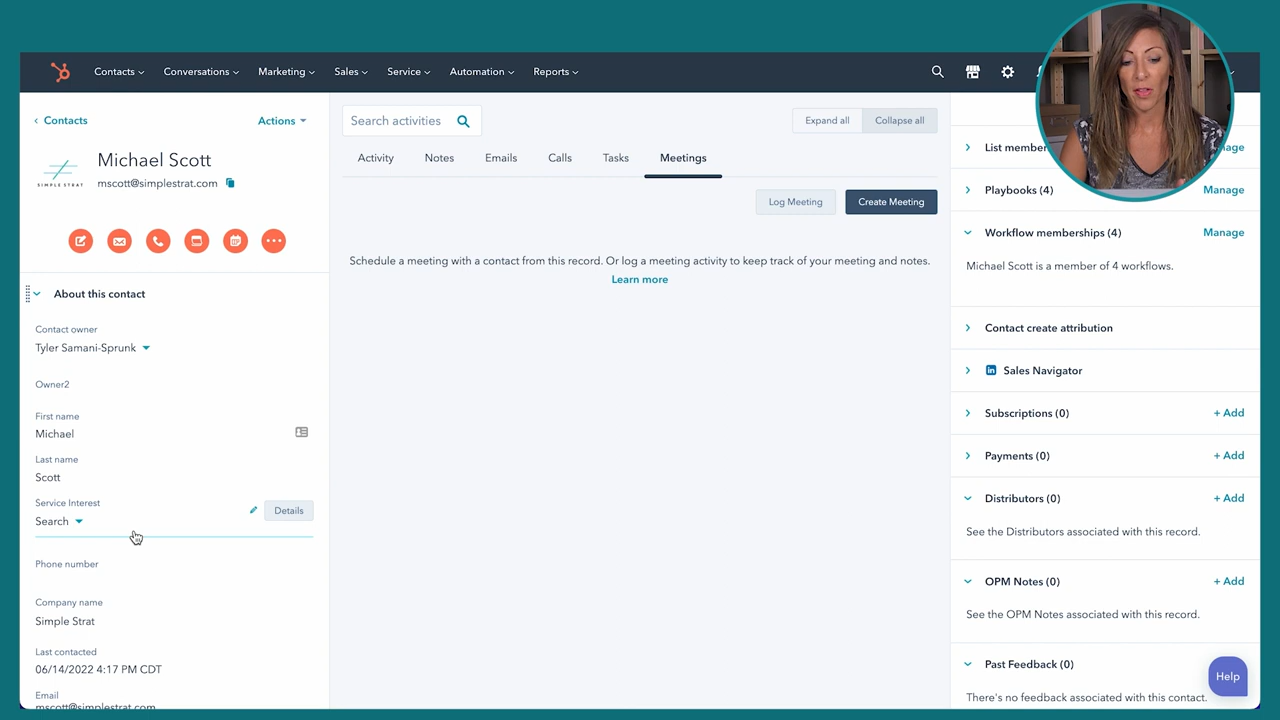 Contacts
Conversations
Marketing
Sales
Service
Automation
Reports
Contacts
Actions
Michael Scott
SIMPLE STRAT
mscott@simplestrat.com
About this contact
Contact owner
Tyler Samani-Sprunk
Owner2
First name
Michael
Last name
Scott
Service Interest
Search
Details
Phone number
Company name
Simple Strat
Last contacted
06/14/2022 4:17 PM CDT
Email
mscott@simplestrat.com
Search activities
Expand all
Collapse all
Activity
Notes
Emails
Calls
Tasks
Meetings
Log Meeting
Create Meeting
Schedule a meeting with a contact from this record. Or log a meeting activity to keep track of your meeting and notes.
Learn more
List
Playbooks (4)
Manage
Workflow memberships (4)
Manage
Michael Scott is a member of 4 workflows.
Contact create attribution
in Sales Navigator
Subscriptions (0)
+ Add
Payments (0)
+ Add
Distributors (0)
+ Add
See the Distributors associated with this record.
OPM Notes (0)
+ Add
See the OPM Notes associated with this record.
Past Feedback (0)
There's no feedback associated with this contact.
Help